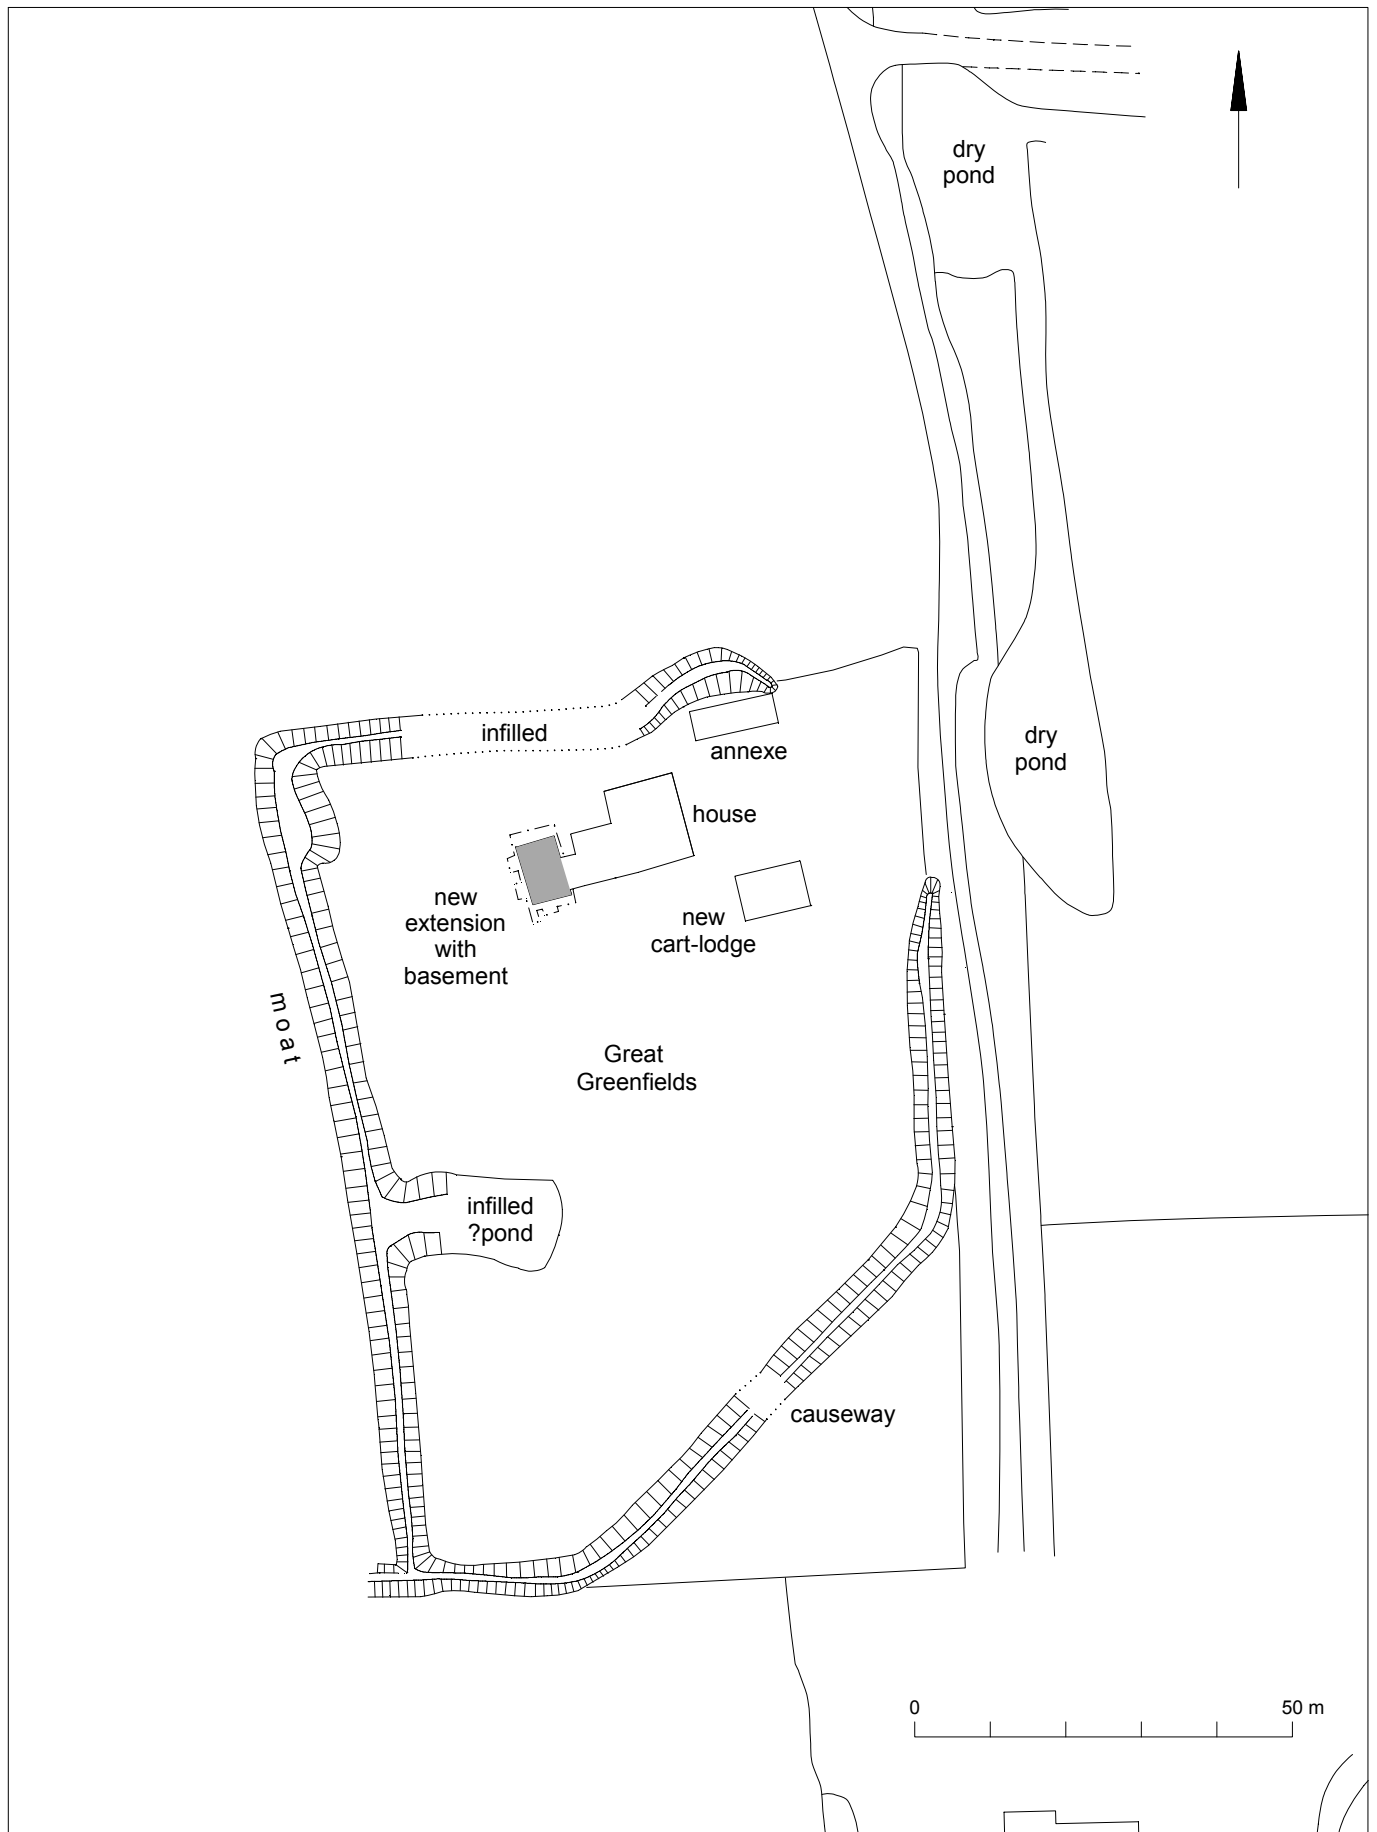 dry
pond
dry
pond
infilled
annexe
house
new
extension
with
basement
new
cart-lodge
moat
Great
Greenfields
infilled
?pond
causeway
0 50 m